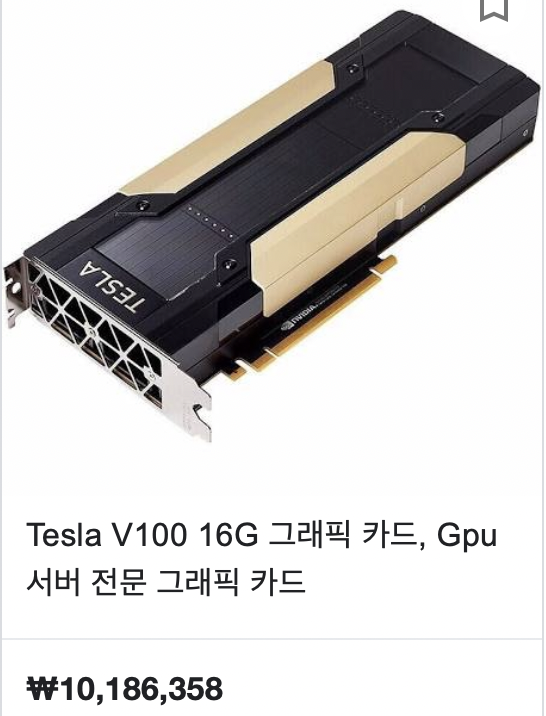 TESLA
NVIDIA
Tesla V100 16G 그래픽 카드, Gpu
서버 전문 그래픽 카드
₩10,186,358